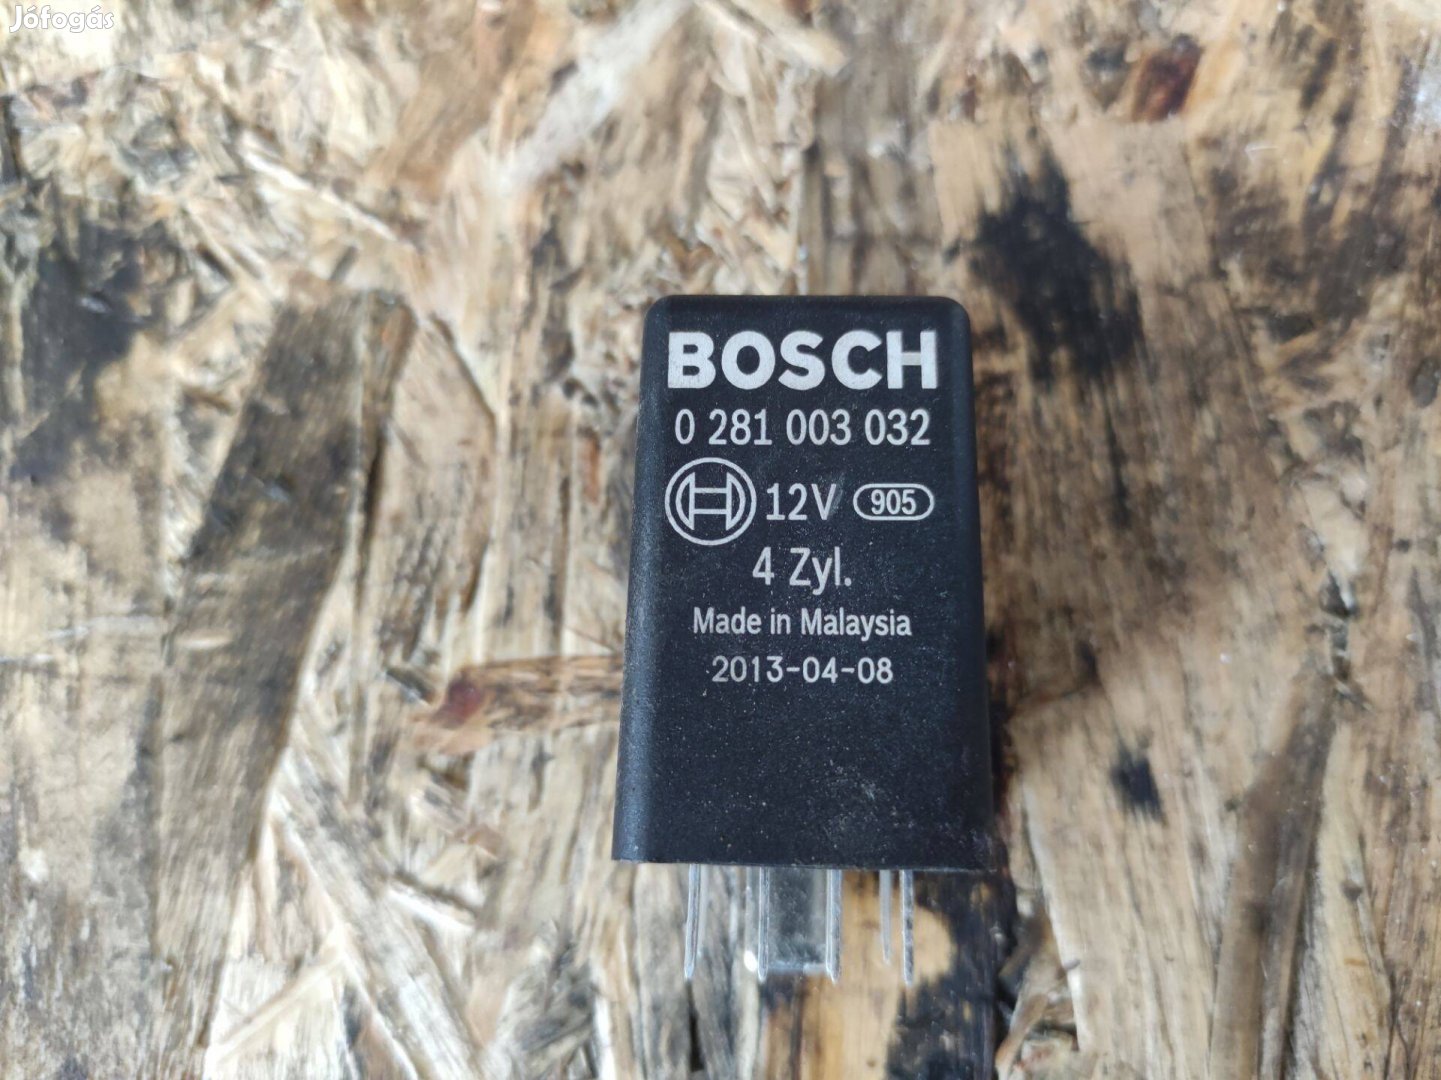 Jófogás
BOSCH
0 281 003 032
12V 905
4 Zyl.
Made in Malaysia
2013-04-08